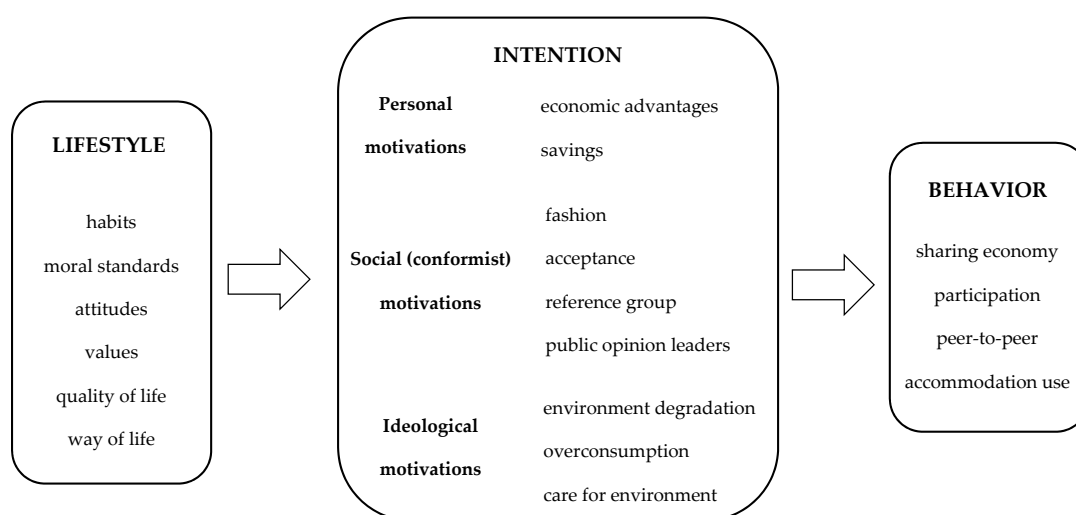 LIFESTYLE
habits
moral standards
attitudes
values
quality of life
way of life
INTENTION
Personal
motivations
economic advantages
savings
Social (conformist)
motivations
fashion
acceptance
reference group
public opinion leaders
Ideological
motivations
environment degradation
overconsumption
care for environment
BEHAVIOR
sharing economy
participation
peer-to-peer
accommodation use